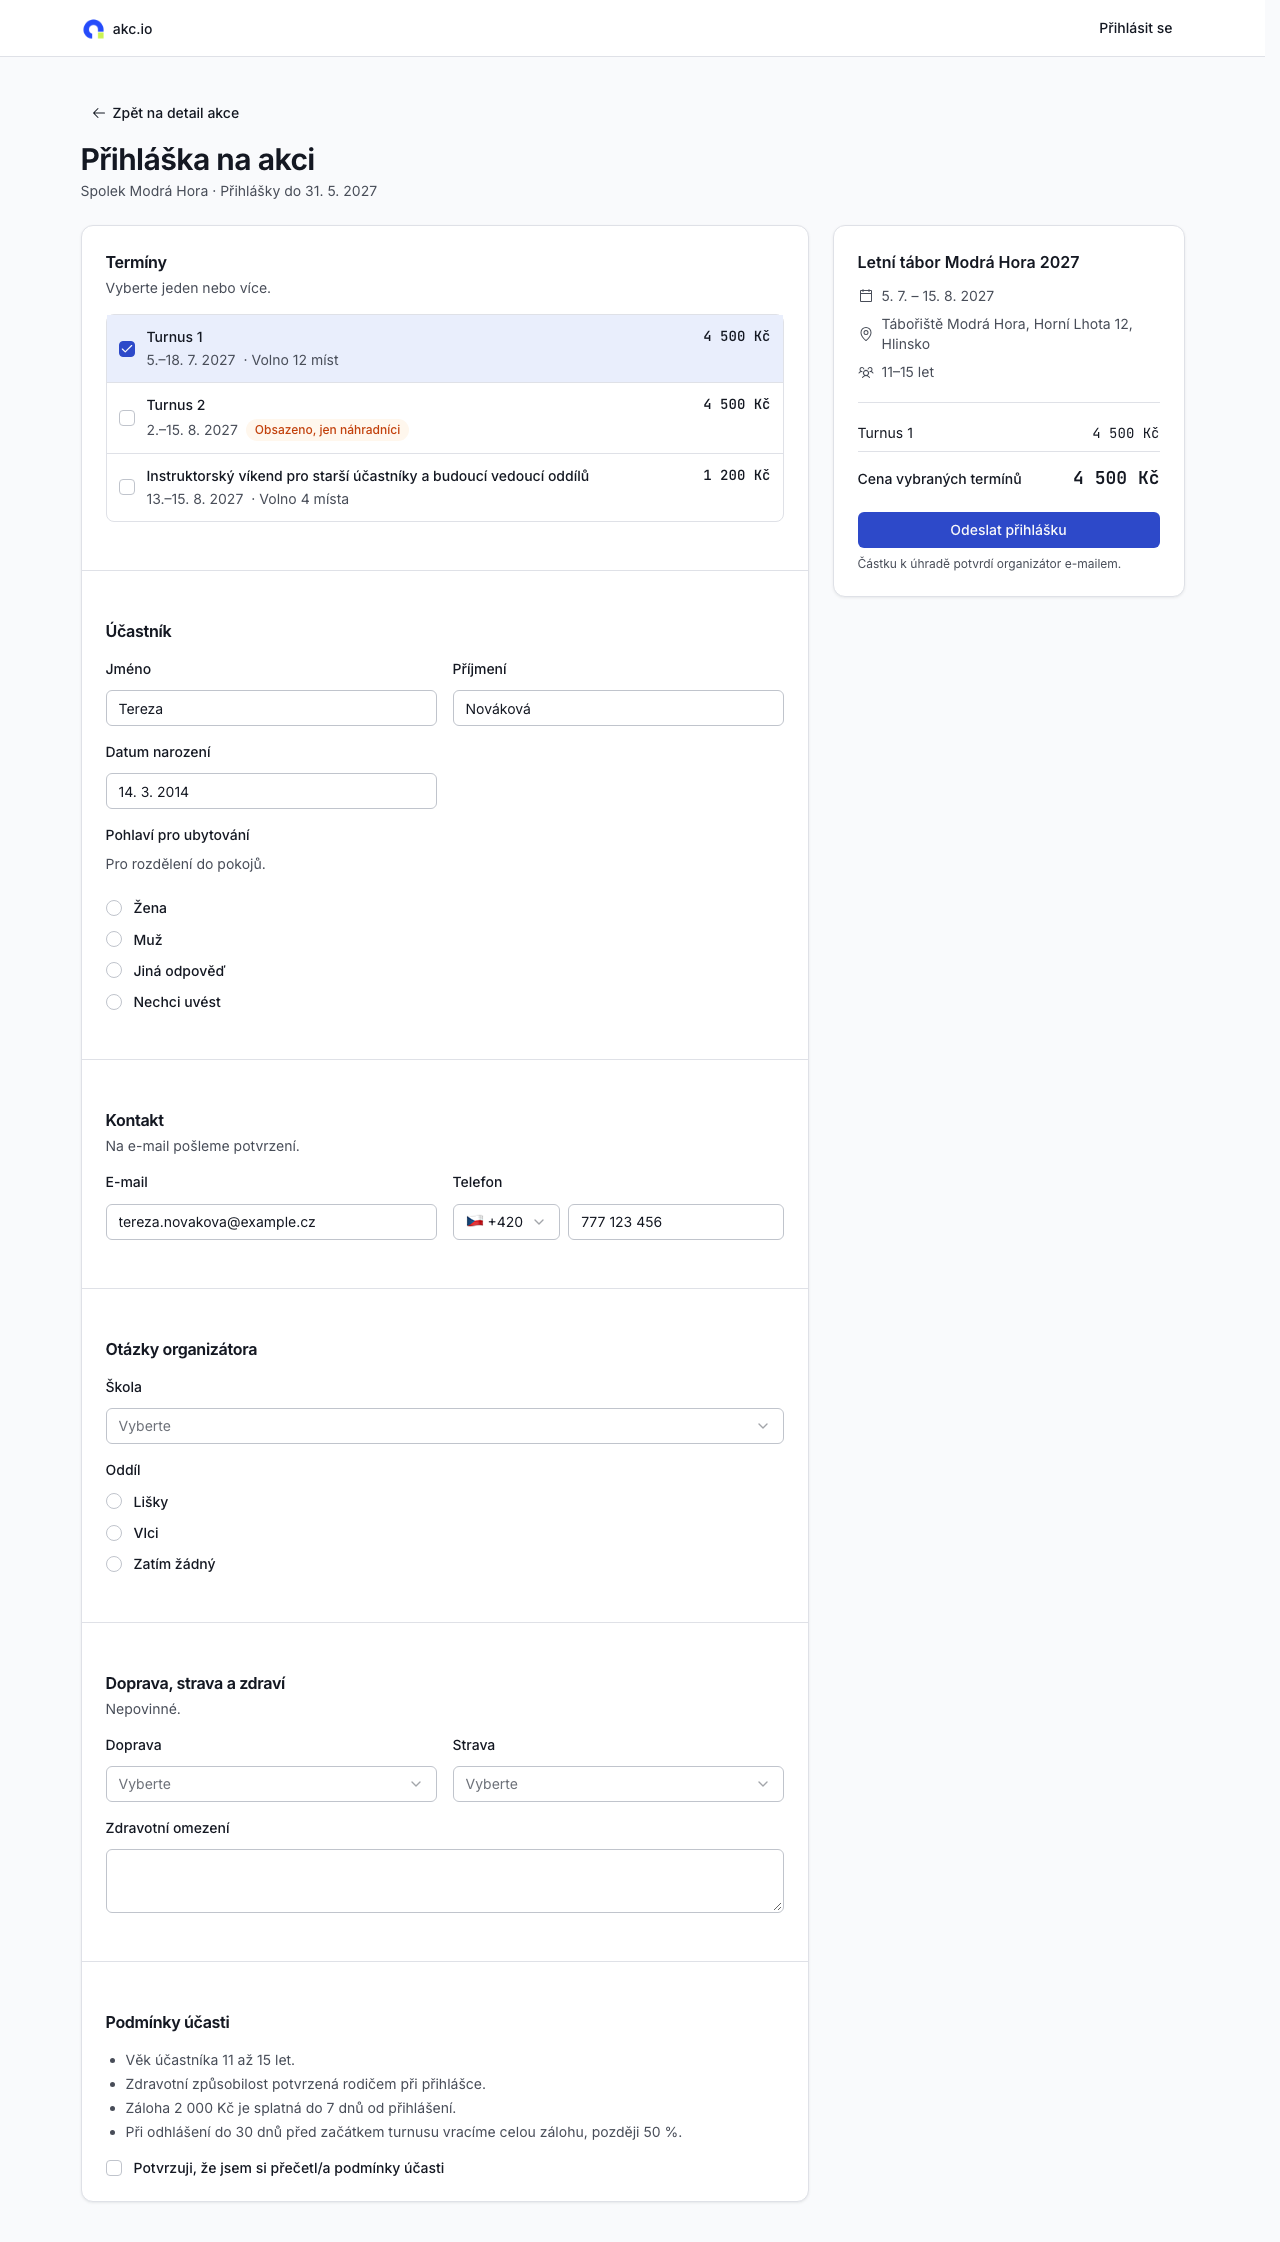 akc.io
Přihlásit se
Zpět na detail akce
Přihláška na akci
Spolek Modrá Hora · Přihlášky do 31. 5. 2027
Termíny
Vyberte jeden nebo více.
Turnus 1
4 500 Kč
5.–18. 7. 2027 · Volno 12 míst
Turnus 2
4 500 Kč
2.–15. 8. 2027 Obsazeno, jen náhradníci
Instruktorský víkend pro starší účastníky a budoucí vedoucí oddílů
1 200 Kč
13.–15. 8. 2027 · Volno 4 místa
Letní tábor Modrá Hora 2027
5. 7. – 15. 8. 2027
Tábořiště Modrá Hora, Horní Lhota 12,
Hlinsko
11–15 let
Turnus 1 4 500 Kč
Cena vybraných termínů 4 500 Kč
Odeslat přihlášku
Částku k úhradě potvrdí organizátor e-mailem.
Účastník
Jméno
Příjmení
Tereza
Nováková
Datum narození
14. 3. 2014
Pohlaví pro ubytování
Pro rozdělení do pokojů.
Žena
Muž
Jiná odpověď
Nechci uvést
Kontakt
Na e-mail pošleme potvrzení.
E-mail
Telefon
tereza.novakova@example.cz
+420
777 123 456
Otázky organizátora
Škola
Vyberte
Oddíl
Lišky
Vlci
Zatím žádný
Doprava, strava a zdraví
Nepovinné.
Doprava
Strava
Vyberte
Vyberte
Zdravotní omezení
Podmínky účasti
• Věk účastníka 11 až 15 let.
• Zdravotní způsobilost potvrzená rodičem při přihlášce.
• Záloha 2 000 Kč je splatná do 7 dnů od přihlášení.
• Při odhlášení do 30 dnů před začátkem turnusu vracíme celou zálohu, později 50 %.
Potvrzuji, že jsem si přečetl/a podmínky účasti